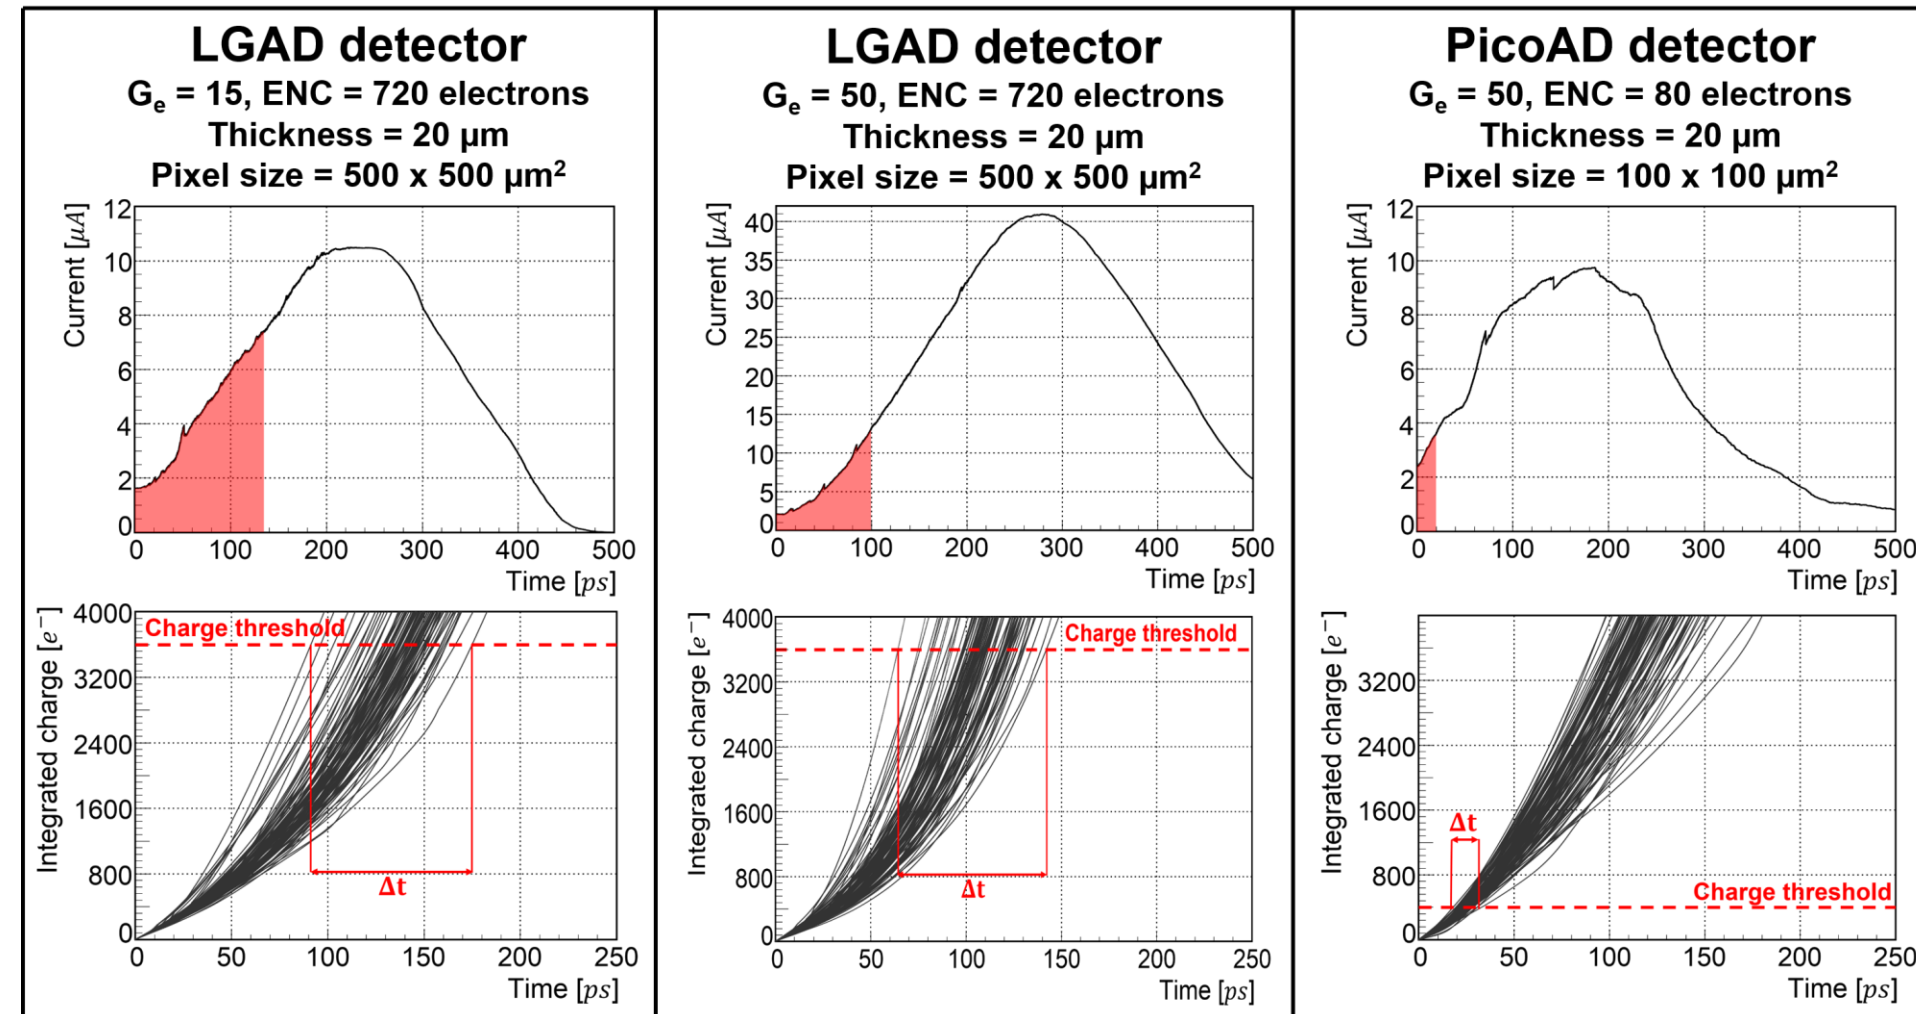 LGAD detector
Gₑ = 15, ENC = 720 electrons
Thickness = 20 µm
Pixel size = 500 x 500 µm²
Current [µA]
12
10
8
6
4
2
0
0 100 200 300 400 500
Time [ps]
Integrated charge [e⁻]
4000
3200
2400
1600
800
0
Charge threshold
Δt
0 50 100 150 200 250
Time [ps]
LGAD detector
Gₑ = 50, ENC = 720 electrons
Thickness = 20 µm
Pixel size = 500 x 500 µm²
Current [µA]
40
35
30
25
20
15
10
5
0
0 100 200 300 400 500
Time [ps]
Integrated charge [e⁻]
4000
3200
2400
1600
800
0
Charge threshold
Δt
0 50 100 150 200 250
Time [ps]
PicoAD detector
Gₑ = 50, ENC = 80 electrons
Thickness = 20 µm
Pixel size = 100 x 100 µm²
Current [µA]
12
10
8
6
4
2
0
0 100 200 300 400 500
Time [ps]
Integrated charge [e⁻]
3200
2400
1600
800
0
Δt
Charge threshold
0 50 100 150 200 250
Time [ps]